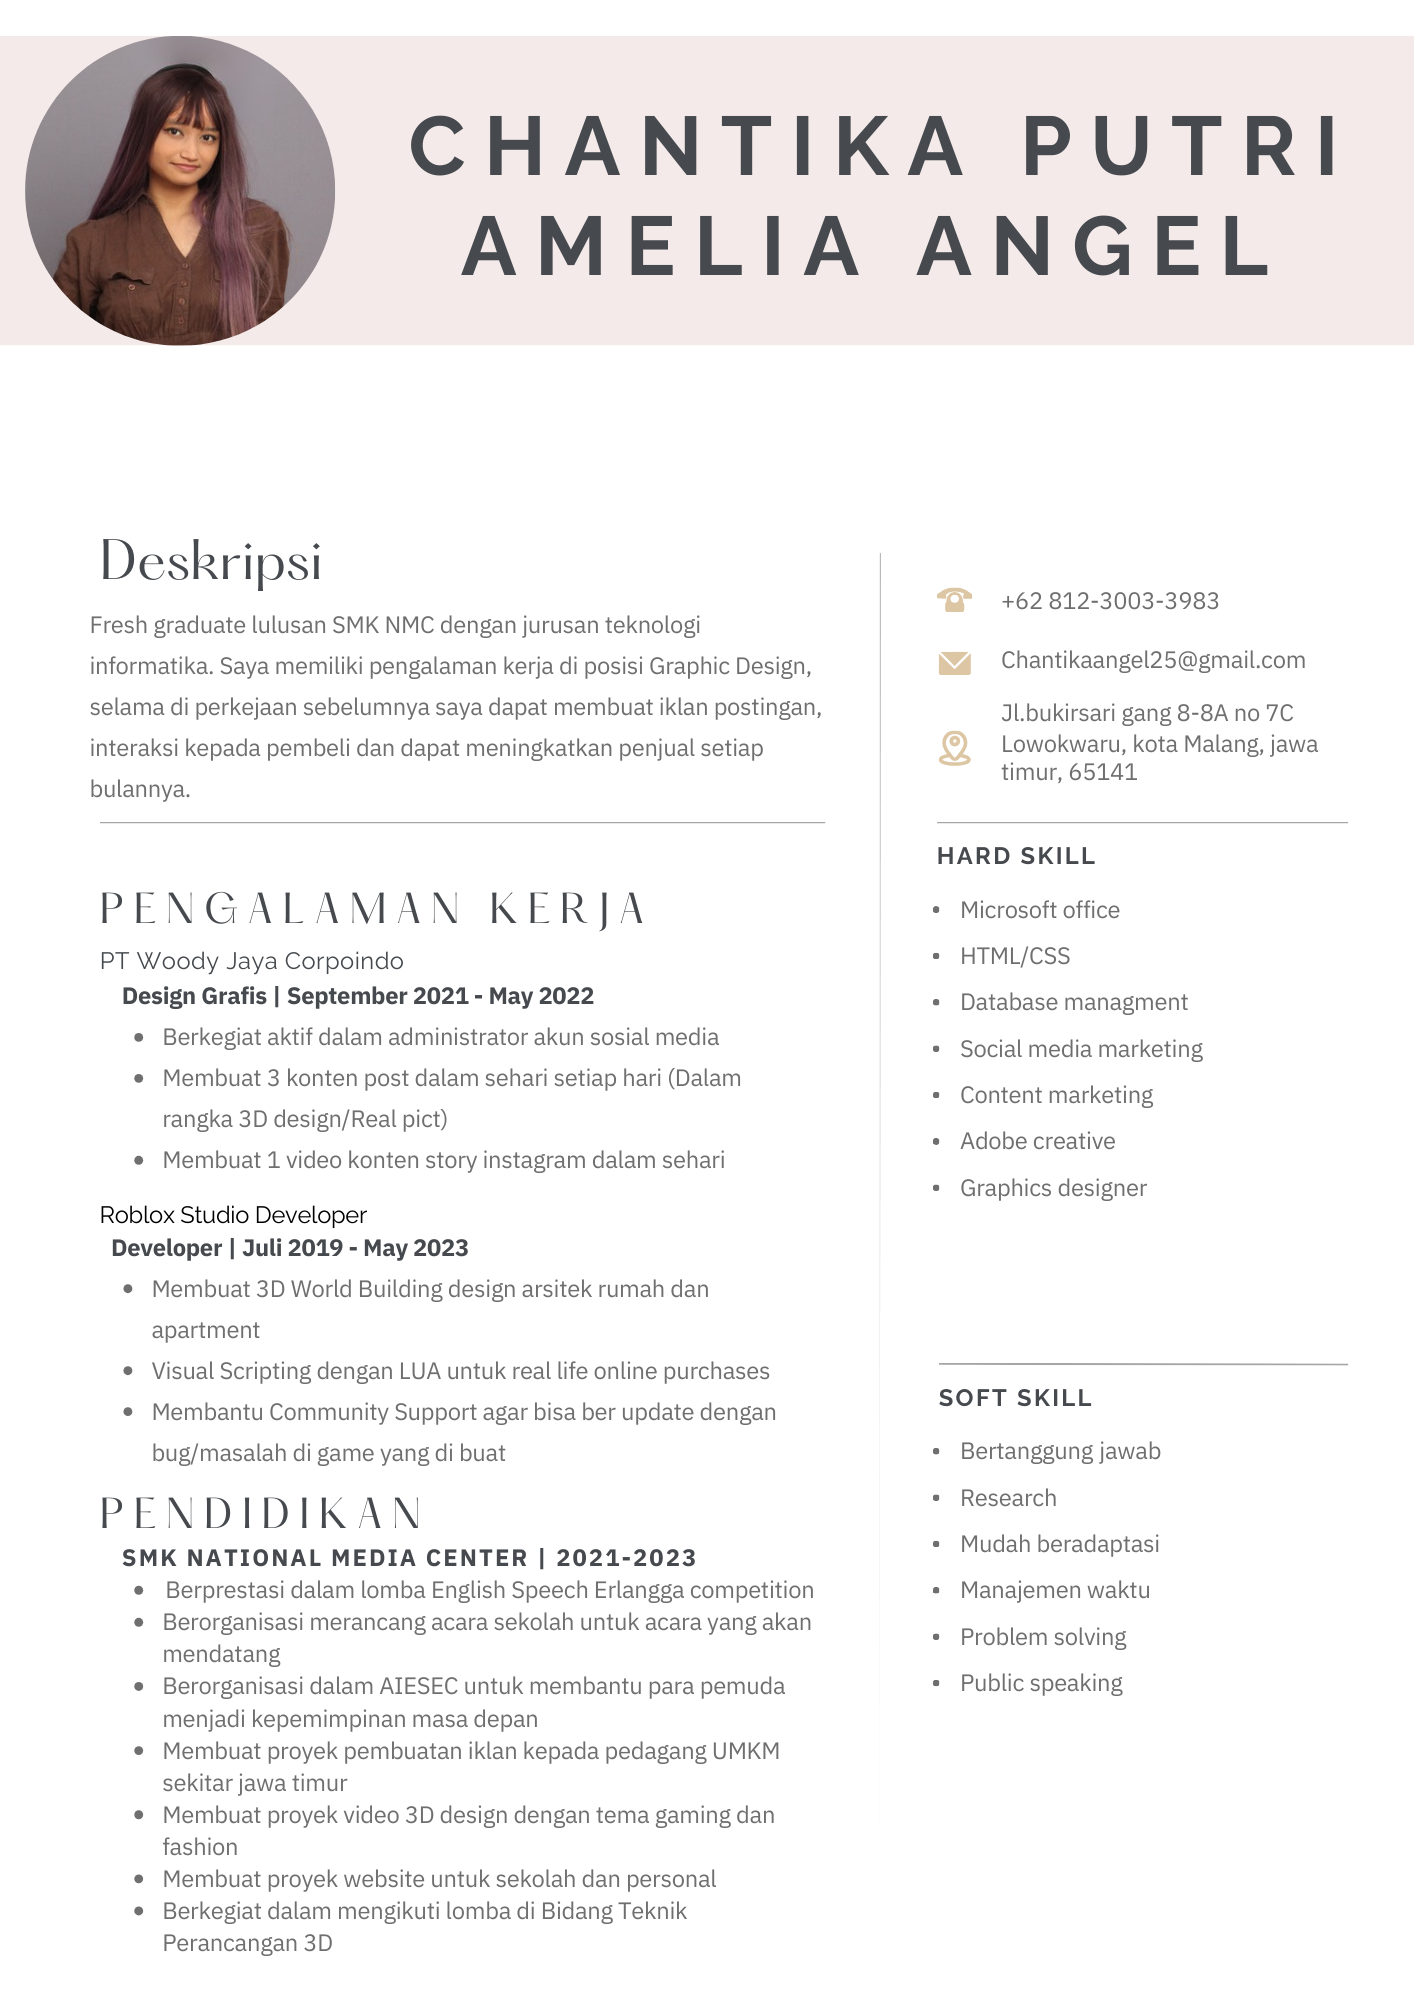 CHANTIKA PUTRI
AMELIA ANGEL
Deskripsi
Fresh graduate lulusan SMK NMC dengan jurusan teknologi
informatika. Saya memiliki pengalaman kerja di posisi Graphic Design,
selama di perkejaan sebelumnya saya dapat membuat iklan postingan,
interaksi kepada pembeli dan dapat meningkatkan penjual setiap
bulannya.
PENGALAMAN KERJA
PT Woody Jaya Corpoindo
Design Grafis | September 2021 - May 2022
• Berkegiat aktif dalam administrator akun sosial media
• Membuat 3 konten post dalam sehari setiap hari (Dalam
rangka 3D design/Real pict)
• Membuat 1 video konten story instagram dalam sehari
Roblox Studio Developer
Developer | Juli 2019 - May 2023
• Membuat 3D World Building design arsitek rumah dan
apartment
• Visual Scripting dengan LUA untuk real life online purchases
• Membantu Community Support agar bisa ber update dengan
bug/masalah di game yang di buat
PENDIDIKAN
SMK NATIONAL MEDIA CENTER | 2021-2023
• Berprestasi dalam lomba English Speech Erlangga competition
• Berorganisasi merancang acara sekolah untuk acara yang akan
mendatang
• Berorganisasi dalam AIESEC untuk membantu para pemuda
menjadi kepemimpinan masa depan
• Membuat proyek pembuatan iklan kepada pedagang UMKM
sekitar jawa timur
• Membuat proyek video 3D design dengan tema gaming dan
fashion
• Membuat proyek website untuk sekolah dan personal
• Berkegiat dalam mengikuti lomba di Bidang Teknik
Perancangan 3D
+62 812-3003-3983
Chantikaangel25@gmail.com
Jl.bukirsari gang 8-8A no 7C
Lowokwaru, kota Malang, jawa
timur, 65141
HARD SKILL
• Microsoft office
• HTML/CSS
• Database managment
• Social media marketing
• Content marketing
• Adobe creative
• Graphics designer
SOFT SKILL
• Bertanggung jawab
• Research
• Mudah beradaptasi
• Manajemen waktu
• Problem solving
• Public speaking